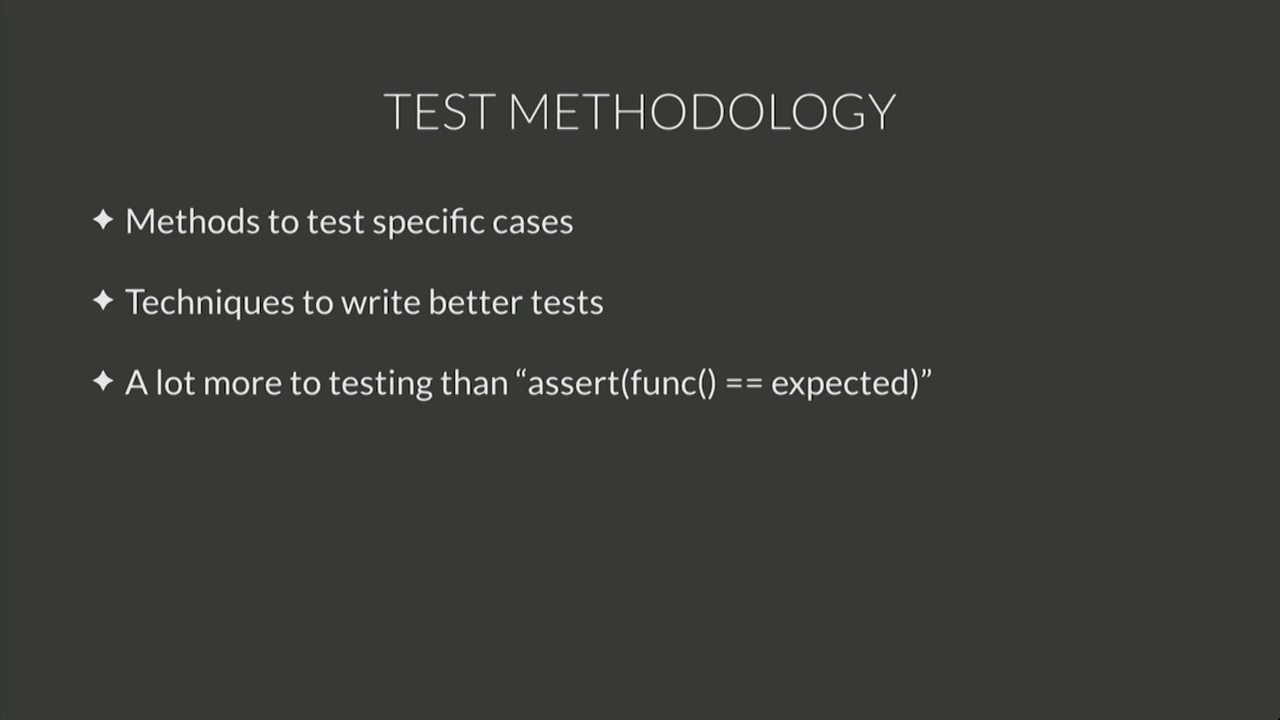 TEST METHODOLOGY
✦ Methods to test specific cases
✦ Techniques to write better tests
✦ A lot more to testing than “assert(func() == expected)”